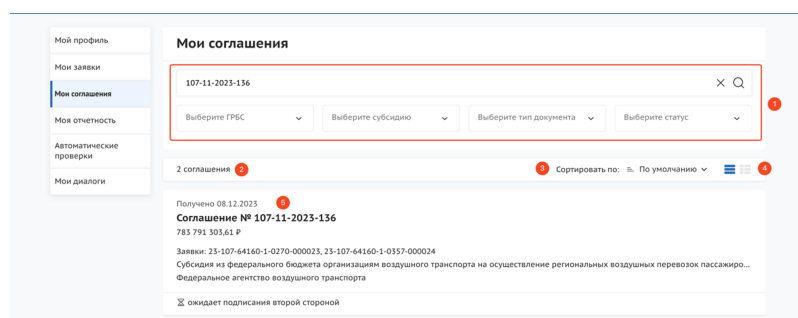 Мой профиль
Мои заявки
Мои соглашения
Моя отчетность
Автоматические
проверки
Мои диалоги
Мои соглашения
107-11-2023-136
1
Выберите ГРБС
Выберите субсидию
Выберите тип документа
Выберите статус
2 соглашения 2
3 Сортировать по: По умолчанию 4
Получено 08.12.2023 5
Соглашение № 107-11-2023-136
783 791 303,61 ₽
Заявки: 23-107-64160-1-0270-000023, 23-107-64160-1-0357-000024
Субсидия из федерального бюджета организациям воздушного транспорта на осуществление региональных воздушных перевозок пассажиро...
Федеральное агентство воздушного транспорта
ожидает подписания второй стороной